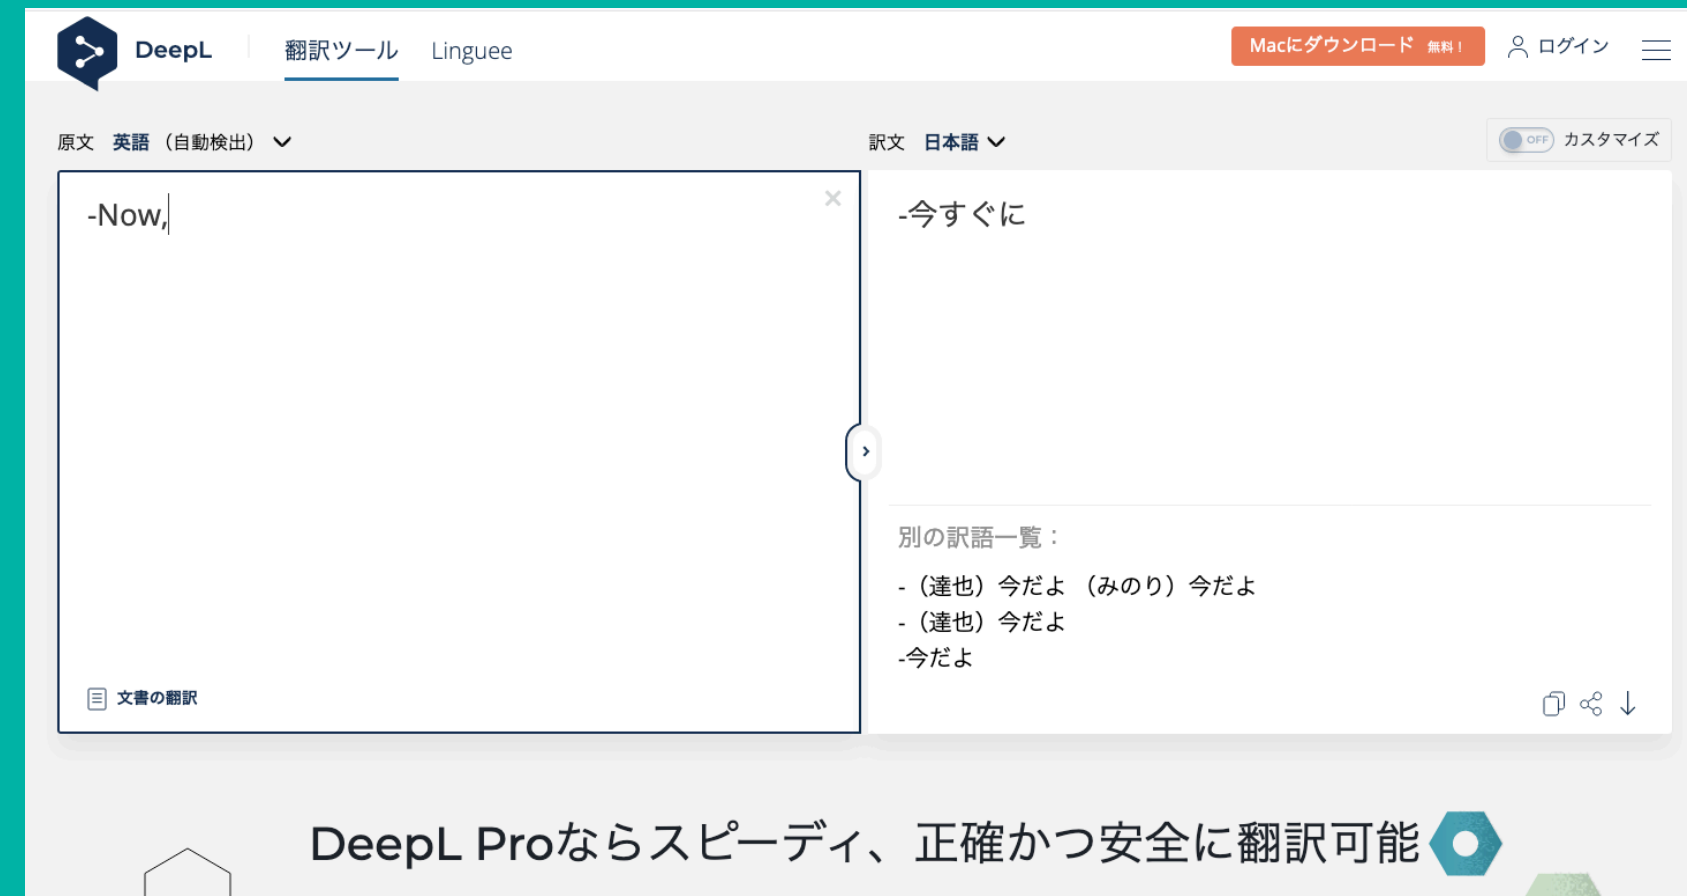 DeepL 翻訳ツール Linguee Macにダウンロード 無料！ ログイン
原文 英語 （自動検出） 訳文 日本語 OFF カスタマイズ
-Now,
-今すぐに
別の訳語一覧：
-（達也）今だよ （みのり）今だよ
-（達也）今だよ
-今だよ
文書の翻訳
DeepL Proならスピーディ、正確かつ安全に翻訳可能